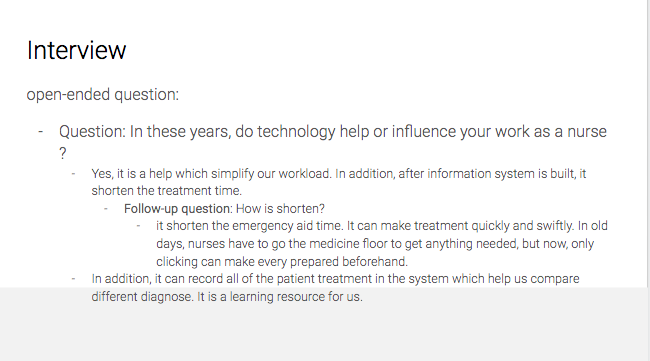 Interview
open-ended question:
- Question: In these years, do technology help or influence your work as a nurse
?
- Yes, it is a help which simplify our workload. In addition, after information system is built, it
shorten the treatment time.
- Follow-up question: How is shorten?
- it shorten the emergency aid time. It can make treatment quickly and swiftly. In old
days, nurses have to go the medicine floor to get anything needed, but now, only
clicking can make every prepared beforehand.
- In addition, it can record all of the patient treatment in the system which help us compare
different diagnose. It is a learning resource for us.